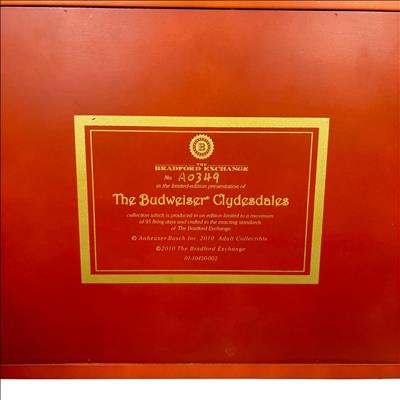 B
THE
BRADFORD EXCHANGE
No. A0349
in the limited-edition presentation of
The Budweiser® Clydesdales
collection which is produced in an edition limited to a maximum
of 95 firing days and crafted to the exacting standards
of The Bradford Exchange.
© Anheuser-Busch Inc. 2010 Adult Collectible
©2010 The Bradford Exchange
01-10450-002